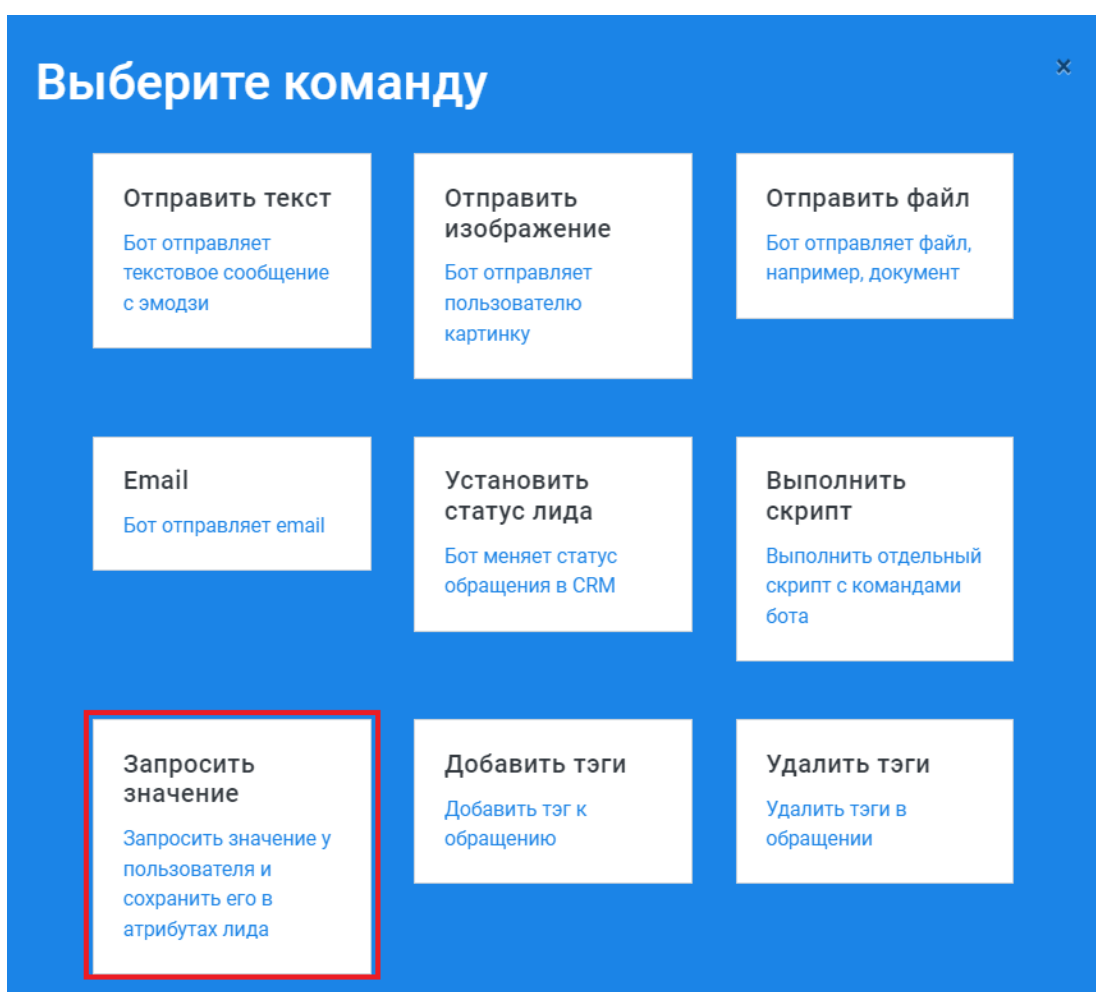 Выберите команду
×
Отправить текст
Бот отправляет
текстовое сообщение
с эмодзи
Отправить
изображение
Бот отправляет
пользователю
картинку
Отправить файл
Бот отправляет файл,
например, документ
Email
Бот отправляет email
Установить
статус лида
Бот меняет статус
обращения в CRM
Выполнить
скрипт
Выполнить отдельный
скрипт с командами
бота
Запросить
значение
Запросить значение у
пользователя и
сохранить его в
атрибутах лида
Добавить тэги
Добавить тэг к
обращению
Удалить тэги
Удалить тэги в
обращении